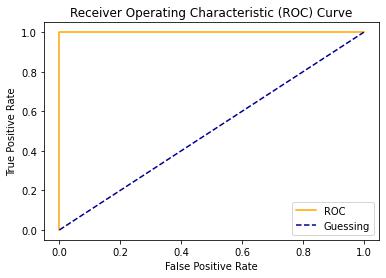 Receiver Operating Characteristic (ROC) Curve
1.0
0.8
0.6
0.4
0.2
0.0
True Positive Rate
ROC
Guessing
0.0 0.2 0.4 0.6 0.8 1.0
False Positive Rate